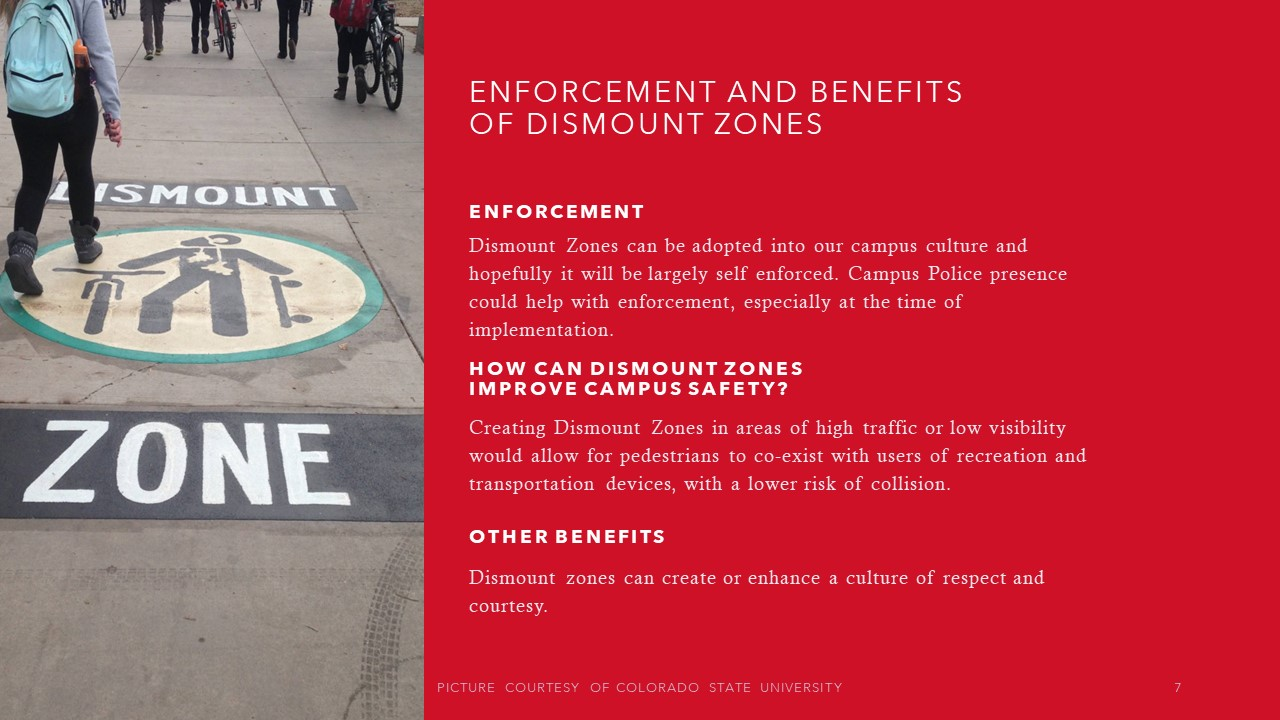 DISMOUNT
ZONE
ENFORCEMENT AND BENEFITS
OF DISMOUNT ZONES
ENFORCEMENT
Dismount Zones can be adopted into our campus culture and
hopefully it will be largely self enforced. Campus Police presence
could help with enforcement, especially at the time of
implementation.
HOW CAN DISMOUNT ZONES
IMPROVE CAMPUS SAFETY?
Creating Dismount Zones in areas of high traffic or low visibility
would allow for pedestrians to co-exist with users of recreation and
transportation devices, with a lower risk of collision.
OTHER BENEFITS
Dismount zones can create or enhance a culture of respect and
courtesy.
PICTURE COURTESY OF COLORADO STATE UNIVERSITY
7